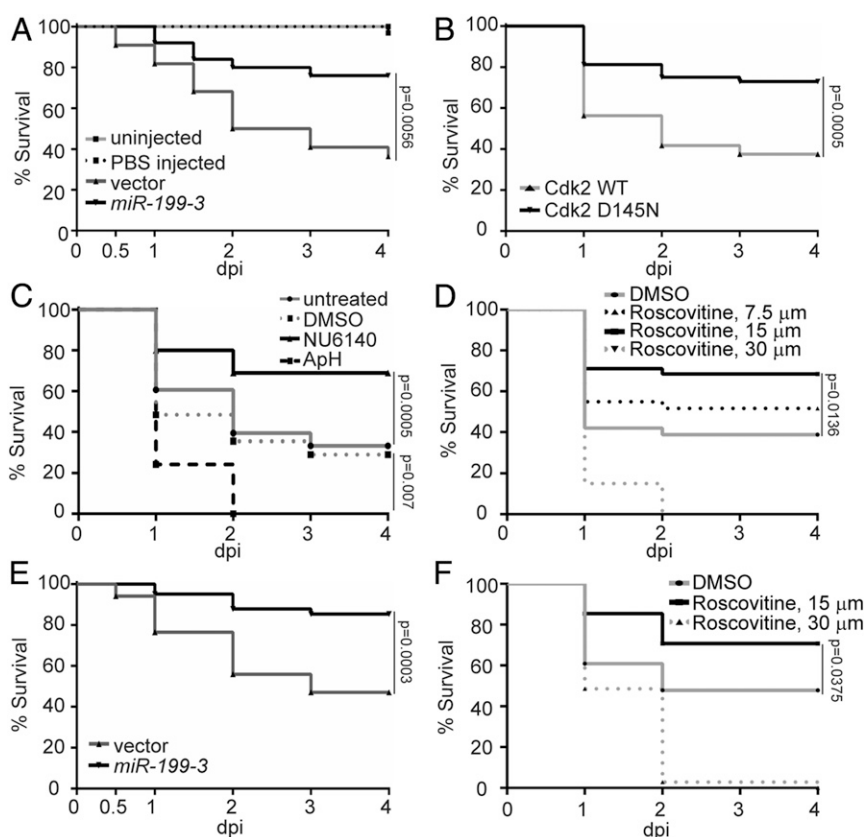 A
100
80
60
40
20
0
% Survival
uninjected
PBS injected
vector
miR-199-3
p=0.0056
0 0.5 1 2 3 4
dpi
B
100
80
60
40
20
0
% Survival
Cdk2 WT
Cdk2 D145N
p=0.0005
0 1 2 3 4
dpi
C
100
80
60
40
20
0
% Survival
untreated
DMSO
NU6140
ApH
p=0.0005
p=0.007
0 1 2 3 4
dpi
D
100
80
60
40
20
0
% Survival
DMSO
Roscovitine, 7.5 μm
Roscovitine, 15 μm
Roscovitine, 30 μm
p=0.0136
0 1 2 3 4
dpi
E
100
80
60
40
20
0
% Survival
vector
miR-199-3
p=0.0003
0 0.5 1 2 3 4
dpi
F
100
80
60
40
20
0
% Survival
DMSO
Roscovitine, 15 μm
Roscovitine, 30 μm
p=0.0375
0 1 2 3 4
dpi